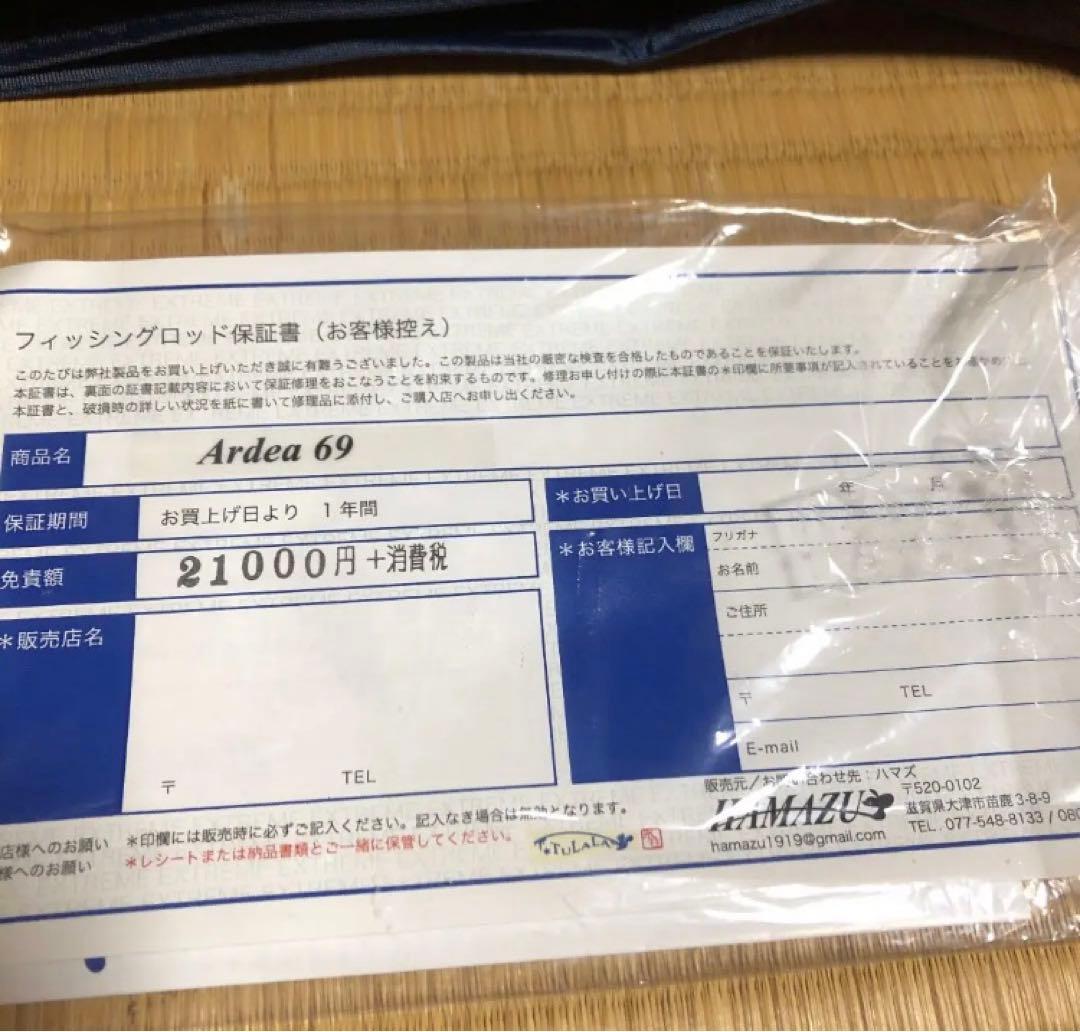 フィッシングロッド保証書（お客様控え）
このたびは弊社製品をお買い上げいただき誠に有難うございました。この製品は当社の厳密な検査を合格したものであることを保証いたします。
本証書は、裏面の証書記載内容において保証修理をおこなうことを約束するものです。修理お申し付けの際に本証書の＊印欄に所要事項が記入されていることを
本証書と、破損時の詳しい状況を紙に書いて修理品に添付し、ご購入店へお申し出ください。
商品名 Ardea 69
保証期間 お買上げ日より 1年間
免責額 21000円＋消費税
＊販売店名
〒 TEL
＊お買い上げ日 年 月
＊お客様記入欄
フリガナ
お名前
ご住所
〒 TEL
E-mail
販売元／お問い合わせ先：ハマズ
HAMAZU
〒520-0102
滋賀県大津市苗鹿3-8-9
TEL. 077-548-8133 / 080
hamazu1919@gmail.com
店様へのお願い ＊印欄には販売時に必ずご記入ください。記入なき場合は無効となります。
様へのお願い ＊レシートまたは納品書類とご一緒に保管してください。
TULALA